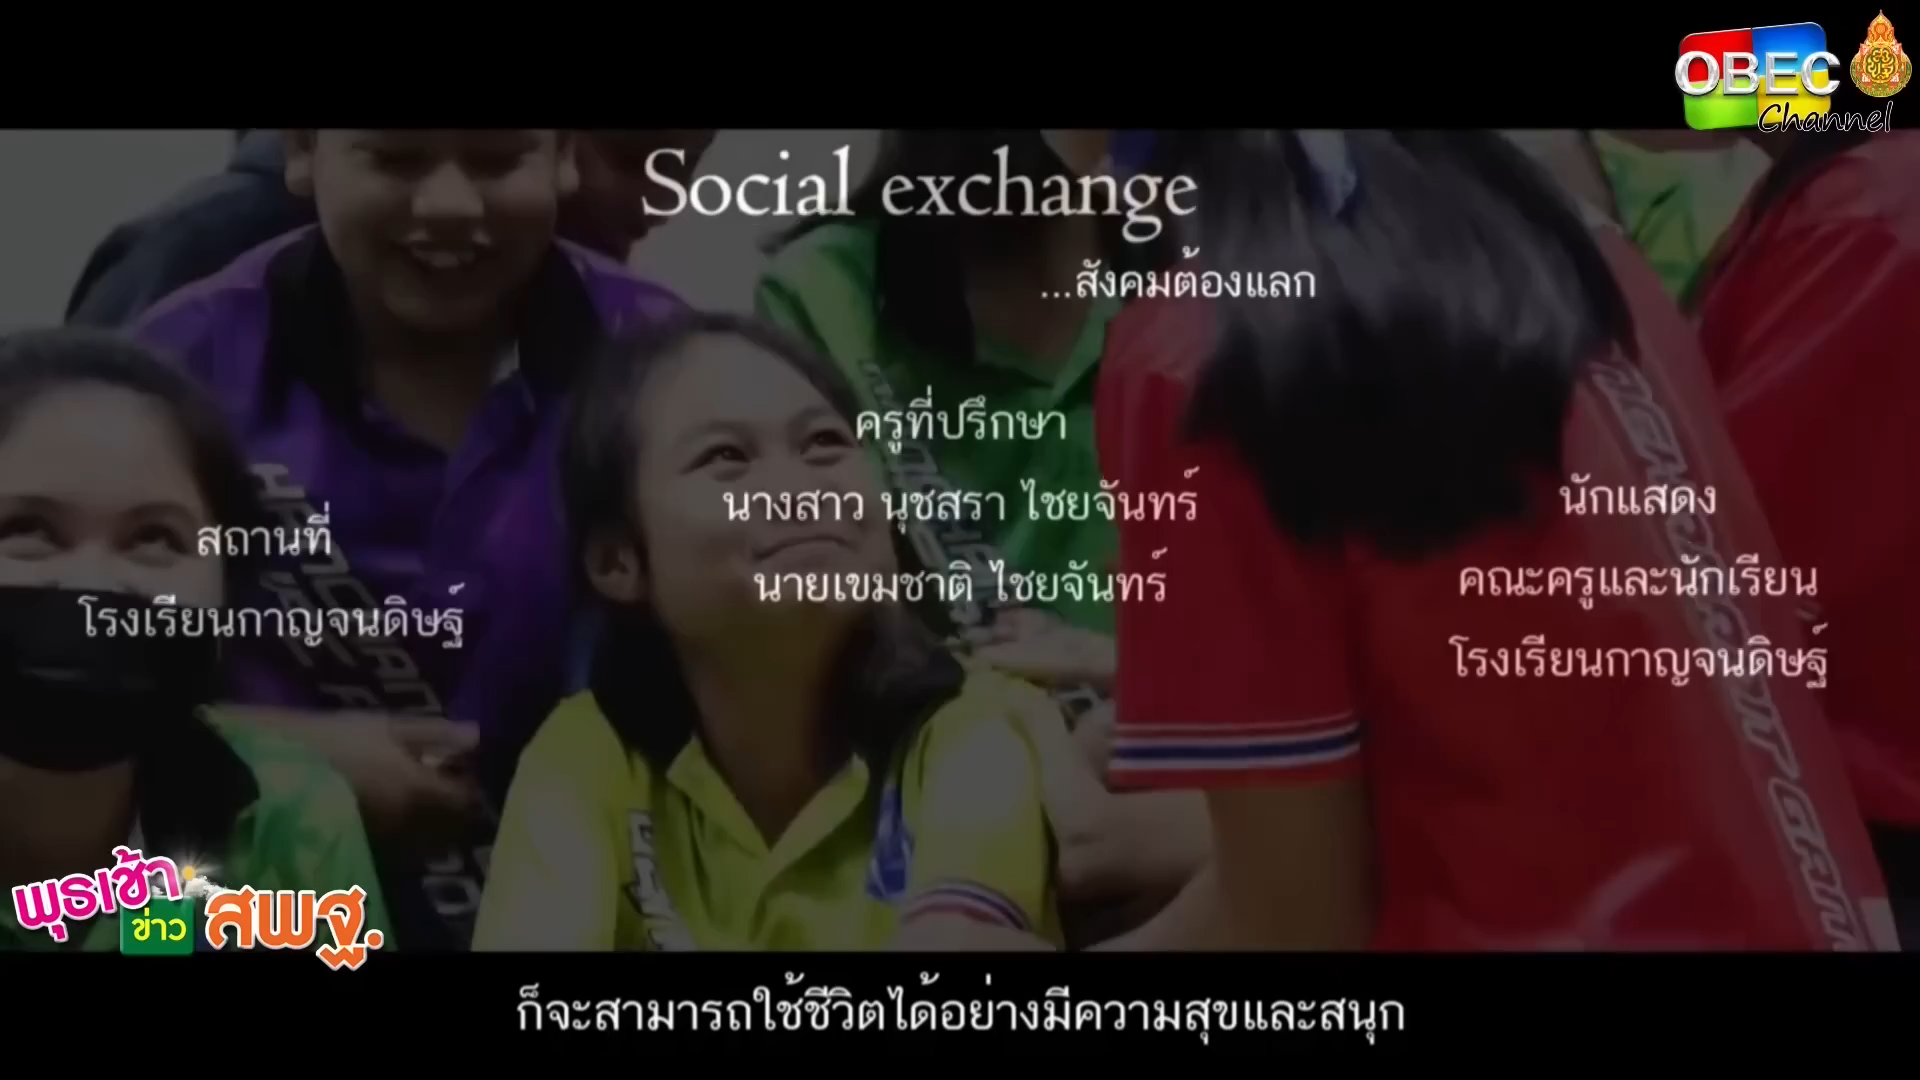 OBEC
Channel
Social exchange
...สังคมต้องแลก
ครูที่ปรึกษา
นางสาว นุชสรา ไชยจันทร์
นายเขมชาติ ไชยจันทร์
สถานที่
โรงเรียนกาญจนดิษฐ์
นักแสดง
คณะครูและนักเรียน
โรงเรียนกาญจนดิษฐ์
พุธเช้า
ข่าว
สพฐ.
ก็จะสามารถใช้ชีวิตได้อย่างมีความสุขและสนุก